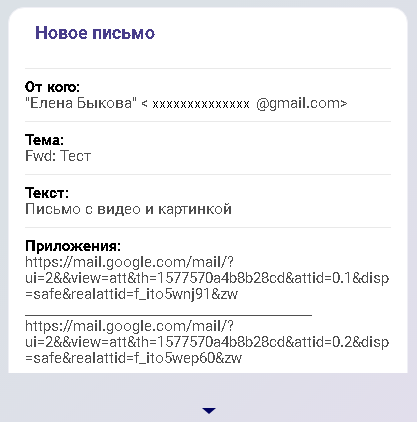 Новое письмо
От кого:
"Елена Быкова" < xxxxxxxxxxxxxx @gmail.com>
Тема:
Fwd: Тест
Текст:
Письмо с видео и картинкой
Приложения:
https://mail.google.com/mail/?
ui=2&&view=att&th=1577570a4b8b28cd&attid=0.1&disp
=safe&realattid=f_ito5wnj91&zw
https://mail.google.com/mail/?
ui=2&&view=att&th=1577570a4b8b28cd&attid=0.2&disp
=safe&realattid=f_ito5wep60&zw